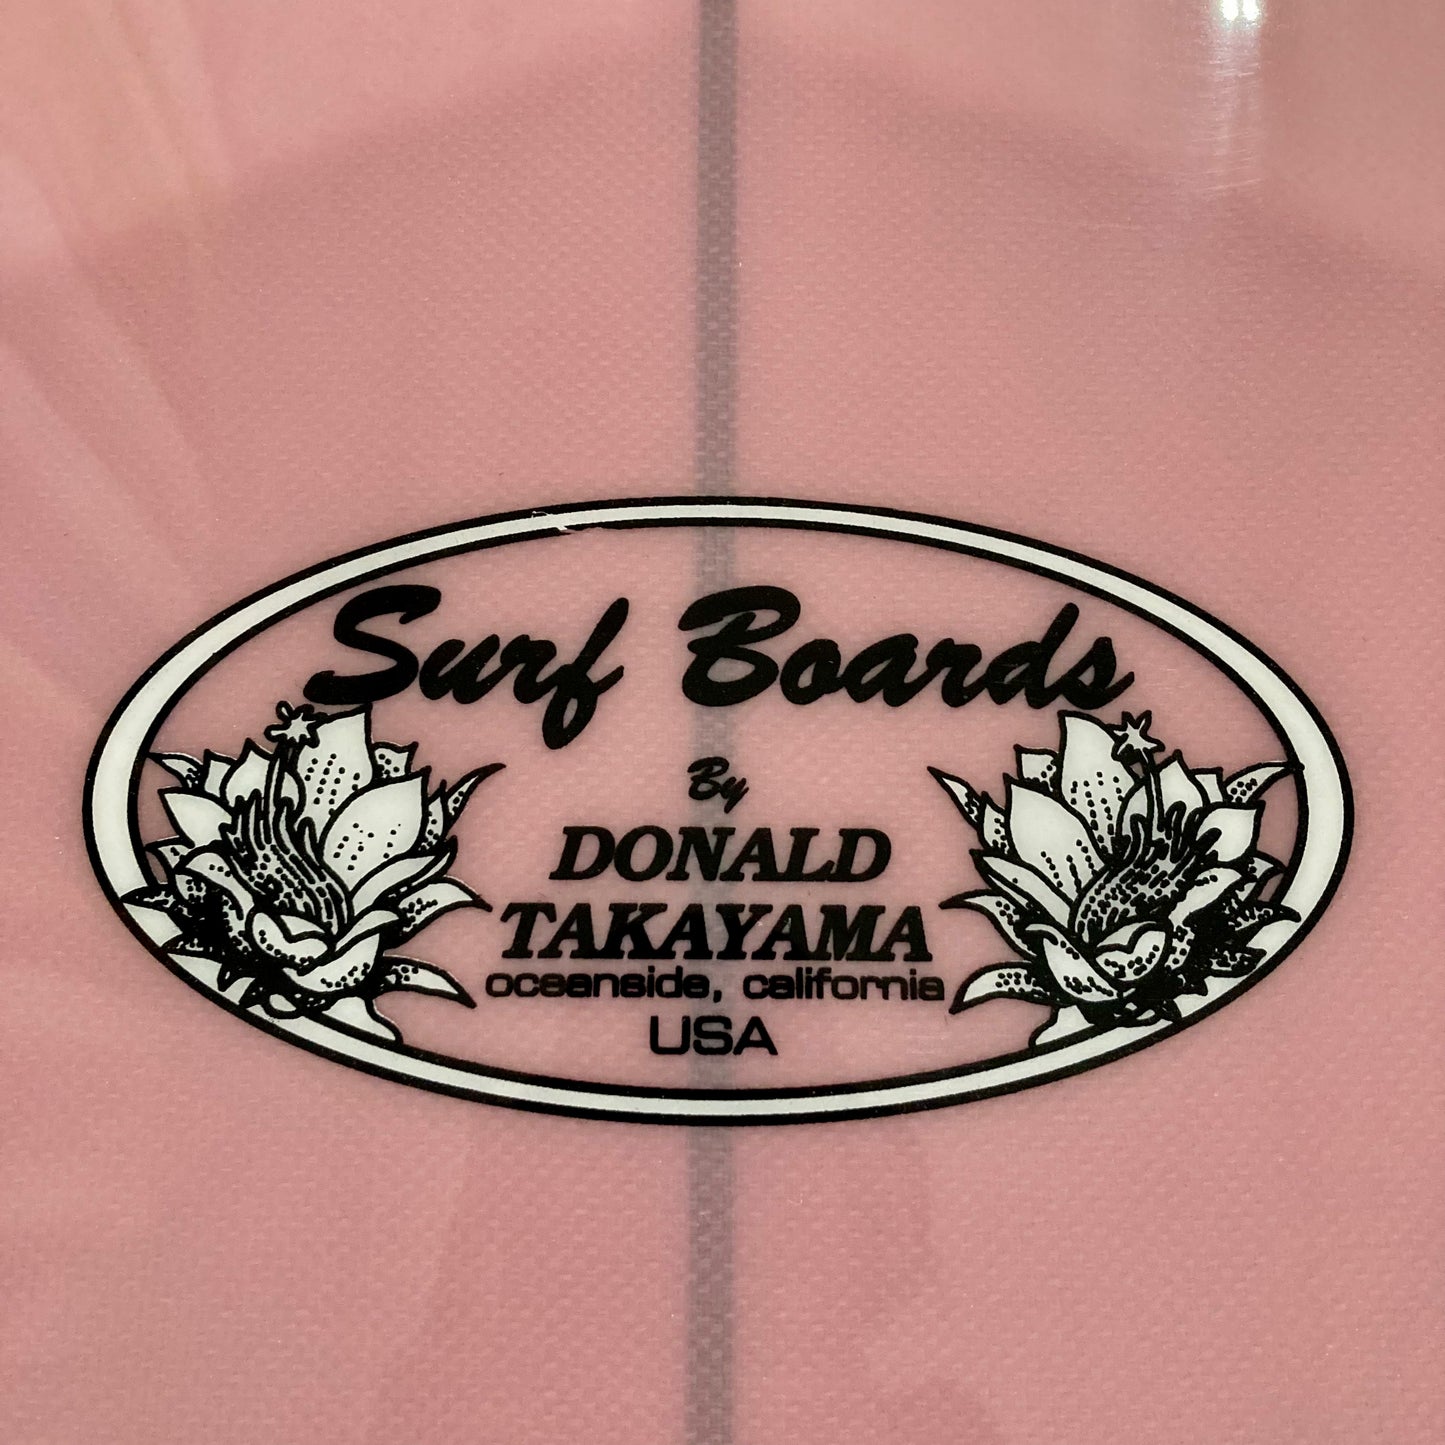 Surf Boards
By
DONALD
TAKAYAMA
oceanside, california
USA